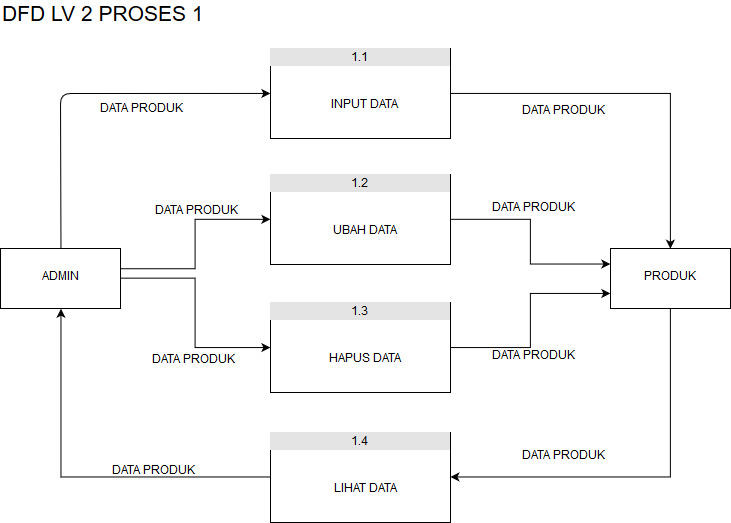 DFD LV 2 PROSES 1
1.1
INPUT DATA
DATA PRODUK
DATA PRODUK
1.2
UBAH DATA
DATA PRODUK
DATA PRODUK
ADMIN
PRODUK
1.3
HAPUS DATA
DATA PRODUK
DATA PRODUK
1.4
LIHAT DATA
DATA PRODUK
DATA PRODUK